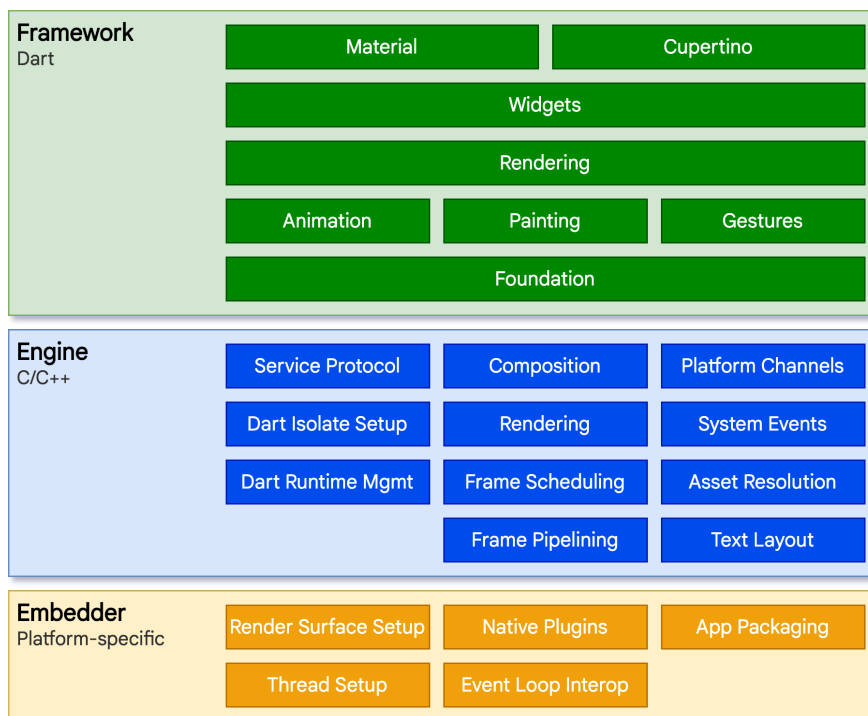 Framework
Dart
Material
Cupertino
Widgets
Rendering
Animation
Painting
Gestures
Foundation
Engine
C/C++
Service Protocol
Composition
Platform Channels
Dart Isolate Setup
Rendering
System Events
Dart Runtime Mgmt
Frame Scheduling
Asset Resolution
Frame Pipelining
Text Layout
Embedder
Platform-specific
Render Surface Setup
Native Plugins
App Packaging
Thread Setup
Event Loop Interop